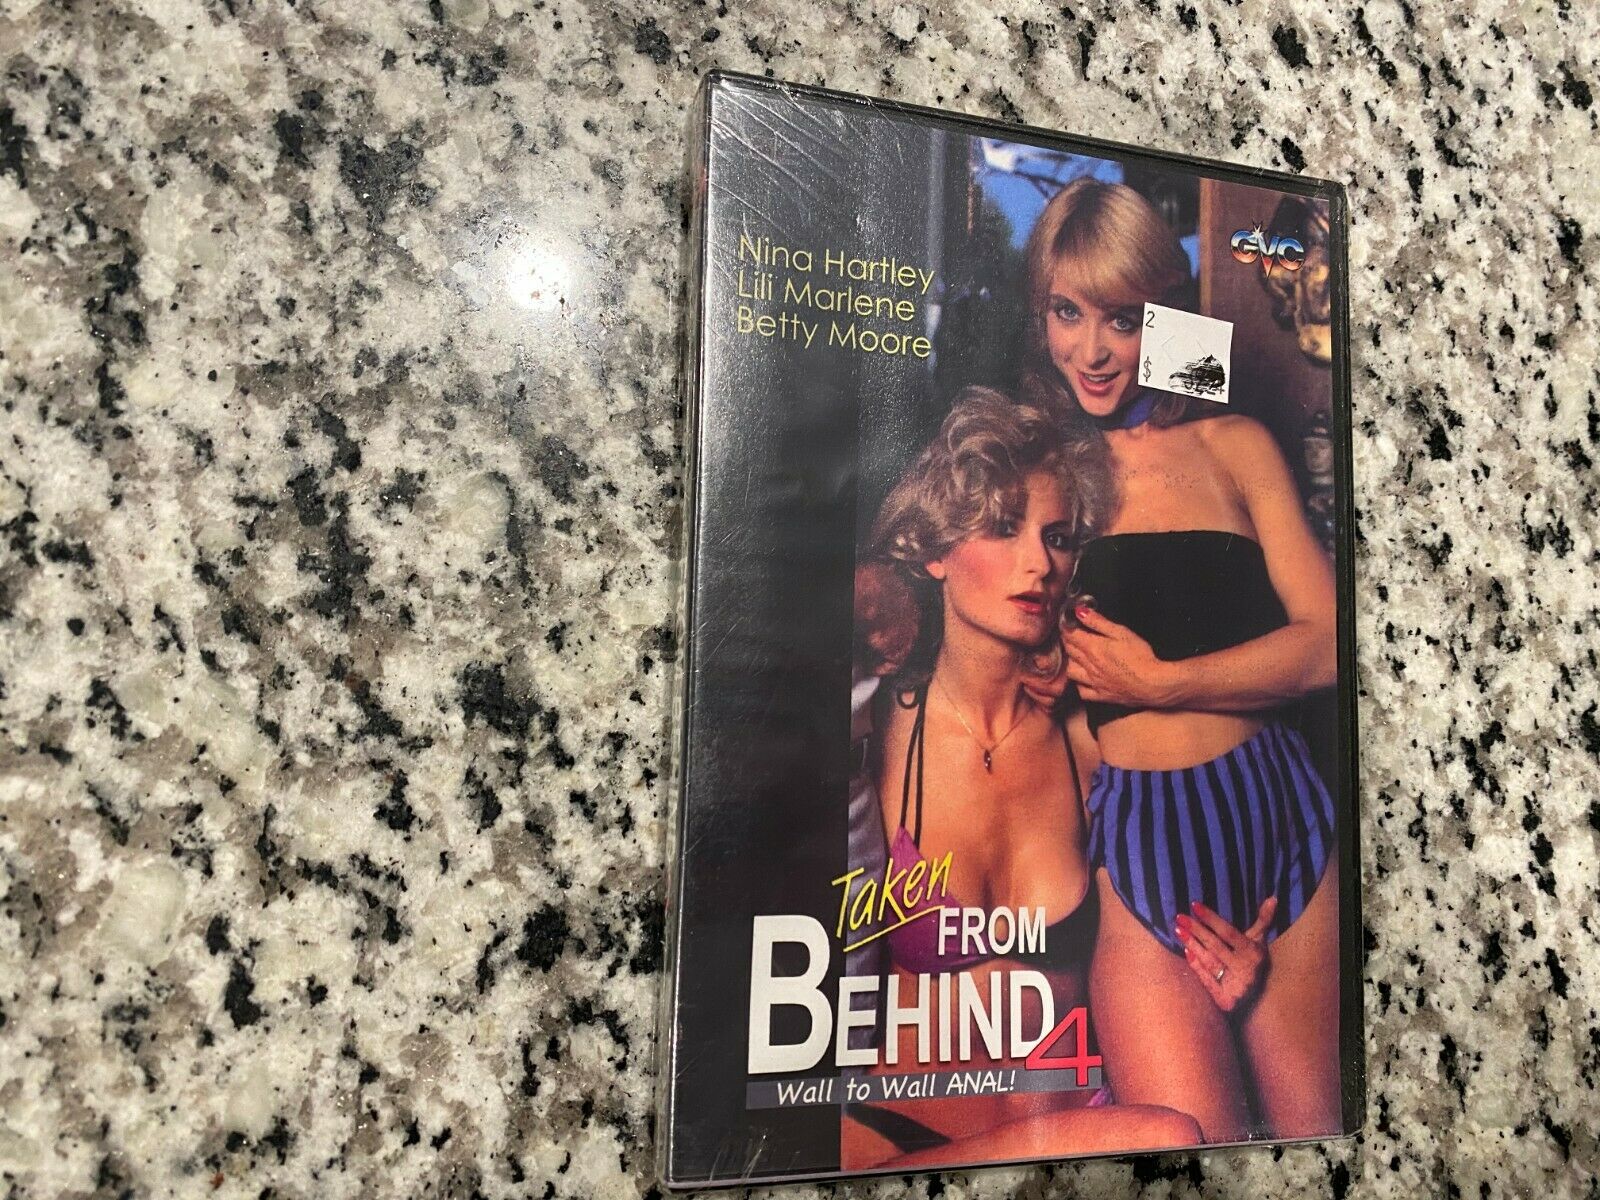 Nina Hartley
Lili Marlene
Betty Moore
GVC
2
$
Taken
FROM
BEHIND 4
Wall to Wall ANAL!